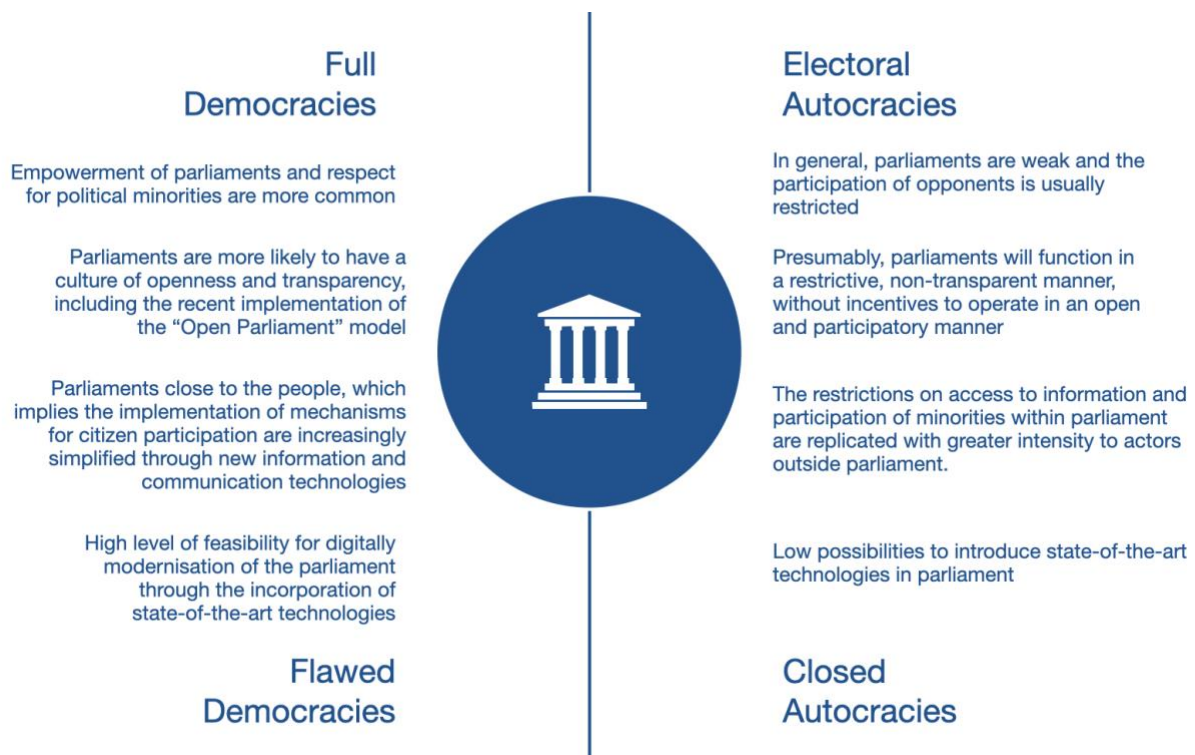 Full
Democracies
Empowerment of parliaments and respect
for political minorities are more common
Parliaments are more likely to have a
culture of openness and transparency,
including the recent implementation of
the “Open Parliament” model
Parliaments close to the people, which
implies the implementation of mechanisms
for citizen participation are increasingly
simplified through new information and
communication technologies
High level of feasibility for digitally
modernisation of the parliament
through the incorporation of
state-of-the-art technologies
Flawed
Democracies
Electoral
Autocracies
In general, parliaments are weak and the
participation of opponents is usually
restricted
Presumably, parliaments will function in
a restrictive, non-transparent manner,
without incentives to operate in an open
and participatory manner
The restrictions on access to information and
participation of minorities within parliament
are replicated with greater intensity to actors
outside parliament.
Low possibilities to introduce state-of-the-art
technologies in parliament
Closed
Autocracies